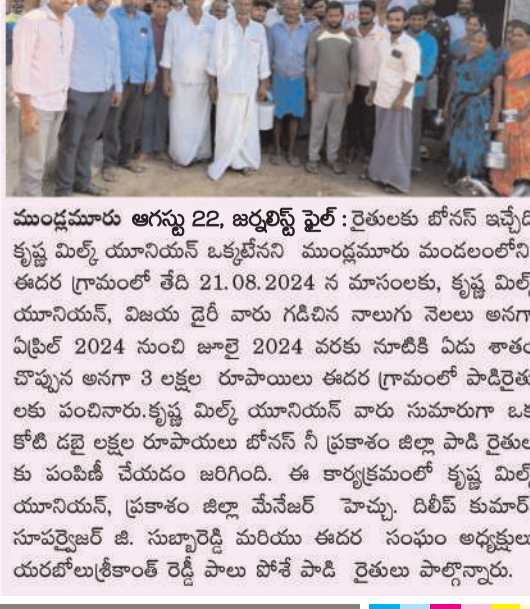 ముండ్లమూరు ఆగస్టు 22, జర్నలిస్ట్ ఫైల్ : రైతులకు బోనస్ ఇచ్చేది
కృష్ణ మిల్క్ యూనియన్ ఒక్కటేనని ముండ్లమూరు మండలంలోని
ఈదర గ్రామంలో తేది 21.08.2024 న మాసంలకు, కృష్ణ మిల్క్
యూనియన్, విజయ డైరీ వారు గడిచిన నాలుగు నెలలు అనగా
ఏప్రిల్ 2024 నుంచి జూలై 2024 వరకు నూటికి ఏడు శాతం
చొప్పున అనగా 3 లక్షల రూపాయిలు ఈదర గ్రామంలో పాడిరైతు
లకు పంచినారు.కృష్ణ మిల్క్ యూనియన్ వారు సుమారుగా ఒక
కోటి డబై లక్షల రూపాయలు బోనస్ నీ ప్రకాశం జిల్లా పాడి రైతుల
కు పంపిణీ చేయడం జరిగింది. ఈ కార్యక్రమంలో కృష్ణ మిల్క్
యూనియన్, ప్రకాశం జిల్లా మేనేజర్ హెచ్చు. దిలీప్ కుమార్
సూపర్వైజర్ జి. సుబ్బారెడ్డి మరియు ఈదర సంఘం అధ్యక్షులు
యరబోలుశ్రీకాంత్ రెడ్డీ పాలు పోశే పాడి రైతులు పాల్గొన్నారు.